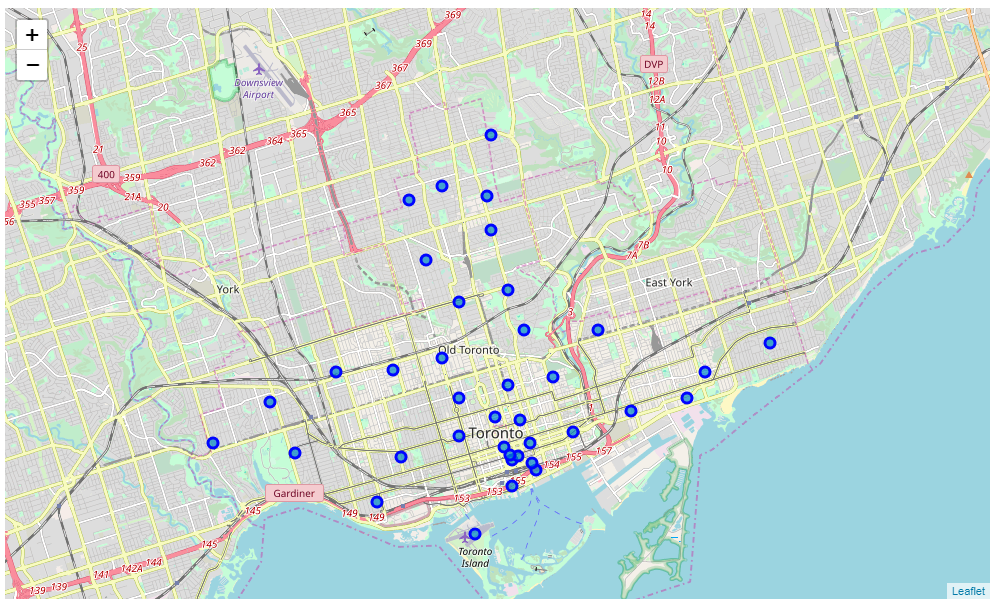 +
−
25
369
369
367
367
365
365
364
362
362
21
400
359
359
355 357
21A
20
56
Downsview
Airport
14
14
DVP
12B
12A
11
10
10
7B
7A
3
York
East York
Old Toronto
Toronto
Gardiner
145
149
149
153
153
155
154
155
157
145
144
142A
141
139
139
Toronto
Island
Leaflet